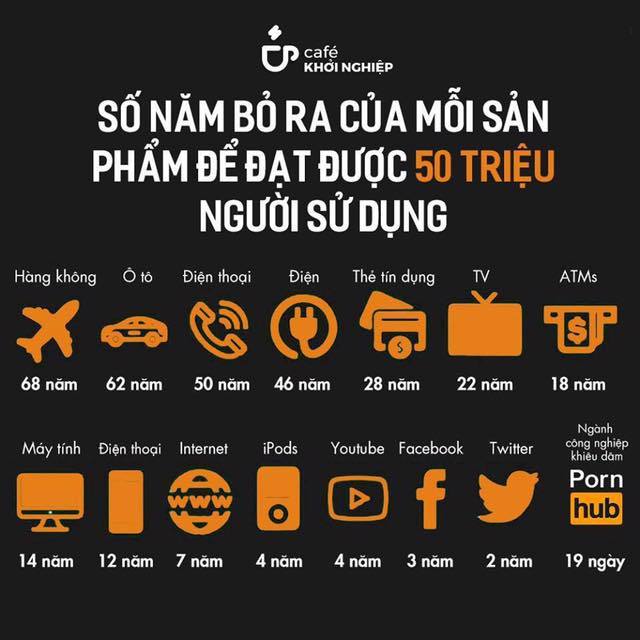 café
KHỞI NGHIỆP
SỐ NĂM BỎ RA CỦA MỖI SẢN
PHẨM ĐỂ ĐẠT ĐƯỢC 50 TRIỆU
NGƯỜI SỬ DỤNG
Hàng không Ô tô Điện thoại Điện Thẻ tín dụng TV ATMs
$ $
68 năm 62 năm 50 năm 46 năm 28 năm 22 năm 18 năm
Máy tính Điện thoại Internet iPods Youtube Facebook Twitter Ngành
công nghiệp
khiêu dâm
www Porn
hub
14 năm 12 năm 7 năm 4 năm 4 năm 3 năm 2 năm 19 ngày